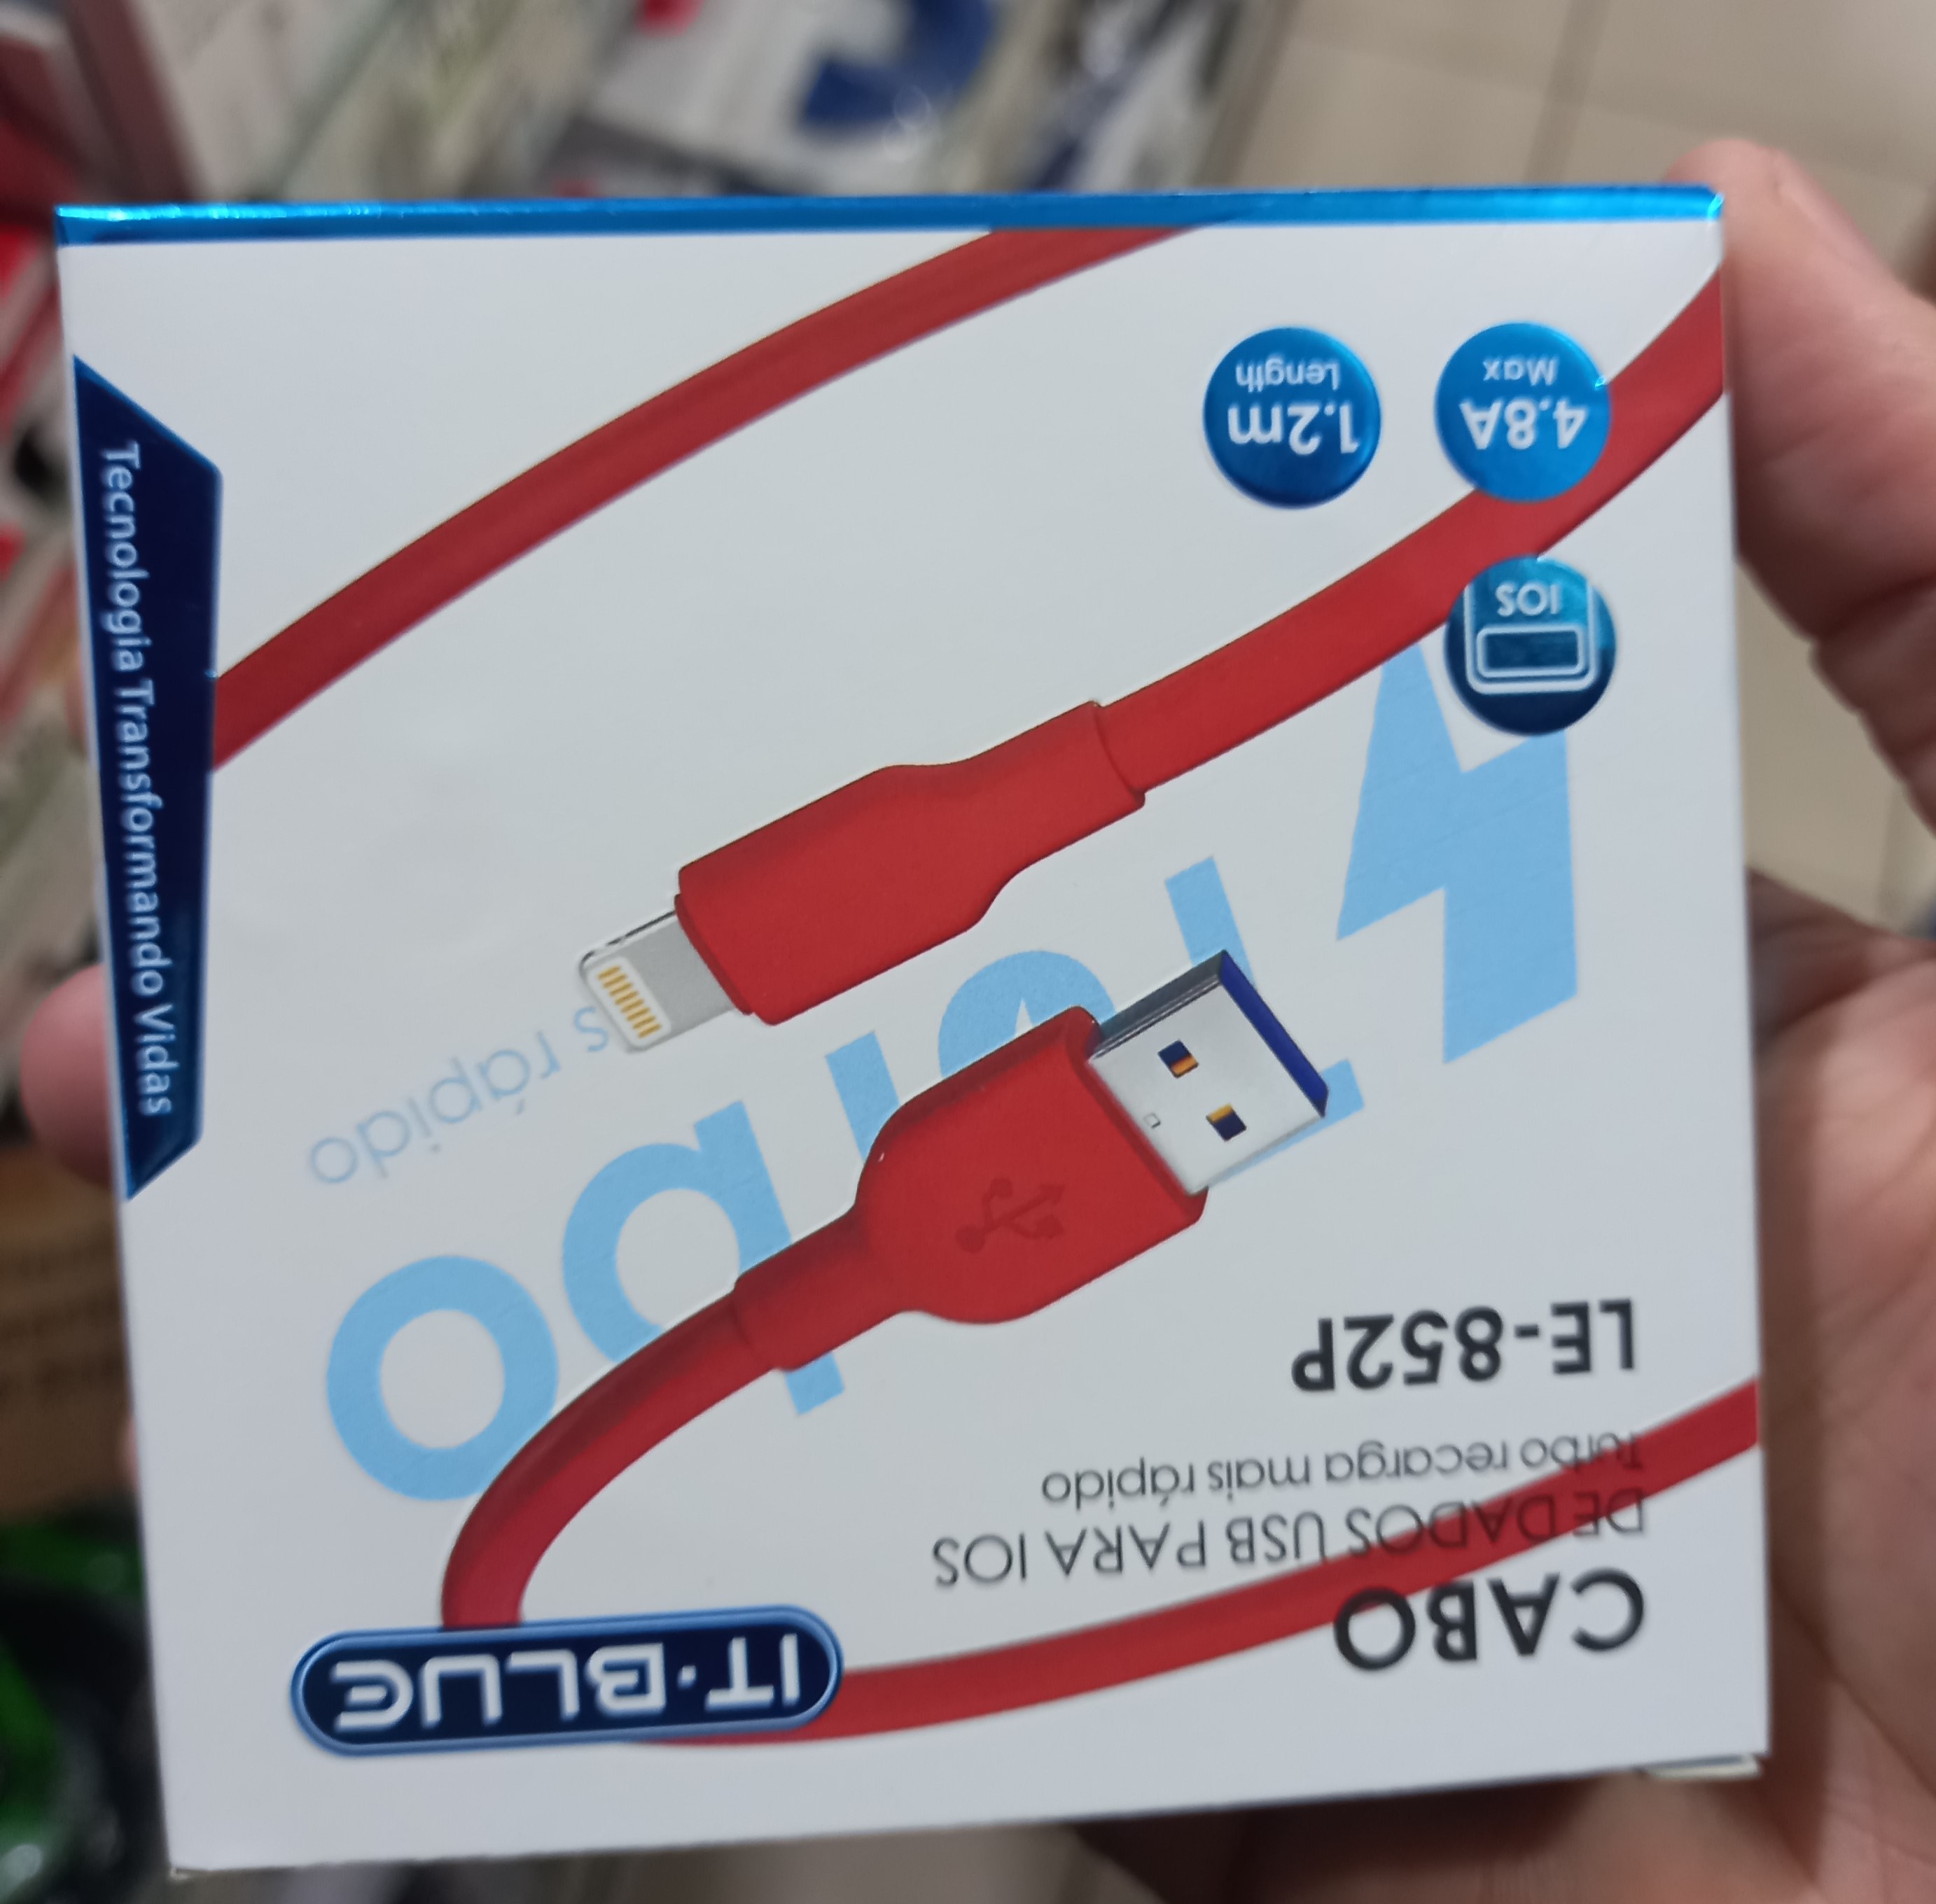 IT·BLUE
CABO
DE DADOS USB PARA IOS
Turbo recarga mais rápido
LE-852P
Turbo
s rápido
IOS
4.8A
Max
1.2m
Length
Tecnologia Transformando Vidas